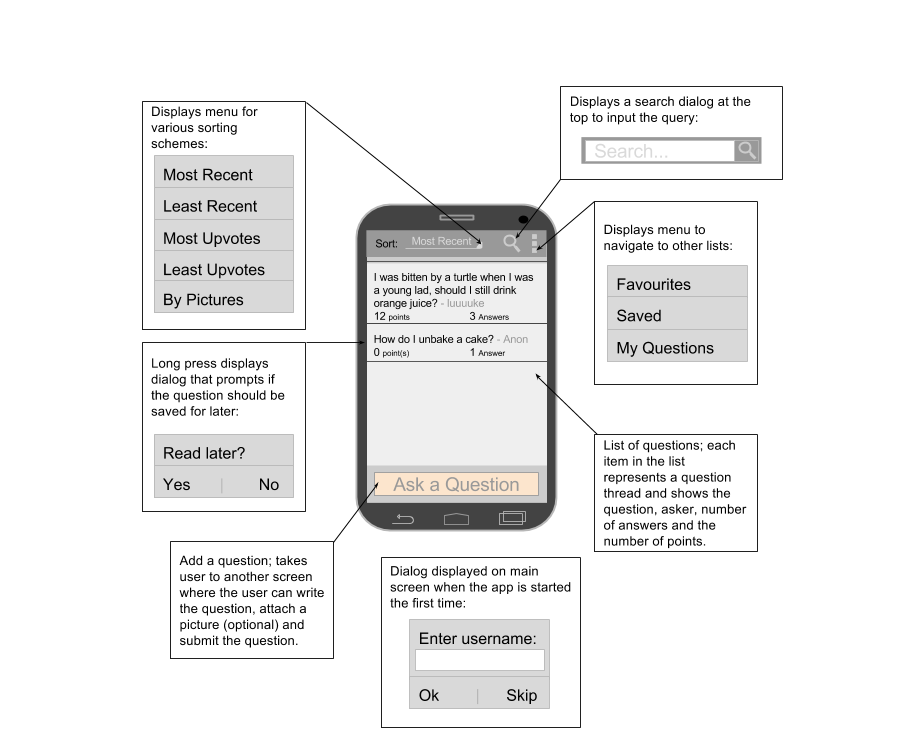 Displays menu for
various sorting
schemes:
Most Recent
Least Recent
Most Upvotes
Least Upvotes
By Pictures
Displays a search dialog at the
top to input the query:
Search...
Sort: Most Recent
I was bitten by a turtle when I was
a young lad, should I still drink
orange juice? - luuuuke
12 points 3 Answers
How do I unbake a cake? - Anon
0 point(s) 1 Answer
Ask a Question
Displays menu to
navigate to other lists:
Favourites
Saved
My Questions
Long press displays
dialog that prompts if
the question should be
saved for later:
Read later?
Yes | No
List of questions; each
item in the list
represents a question
thread and shows the
question, asker, number
of answers and the
number of points.
Add a question; takes
user to another screen
where the user can write
the question, attach a
picture (optional) and
submit the question.
Dialog displayed on main
screen when the app is started
the first time:
Enter username:
Ok | Skip